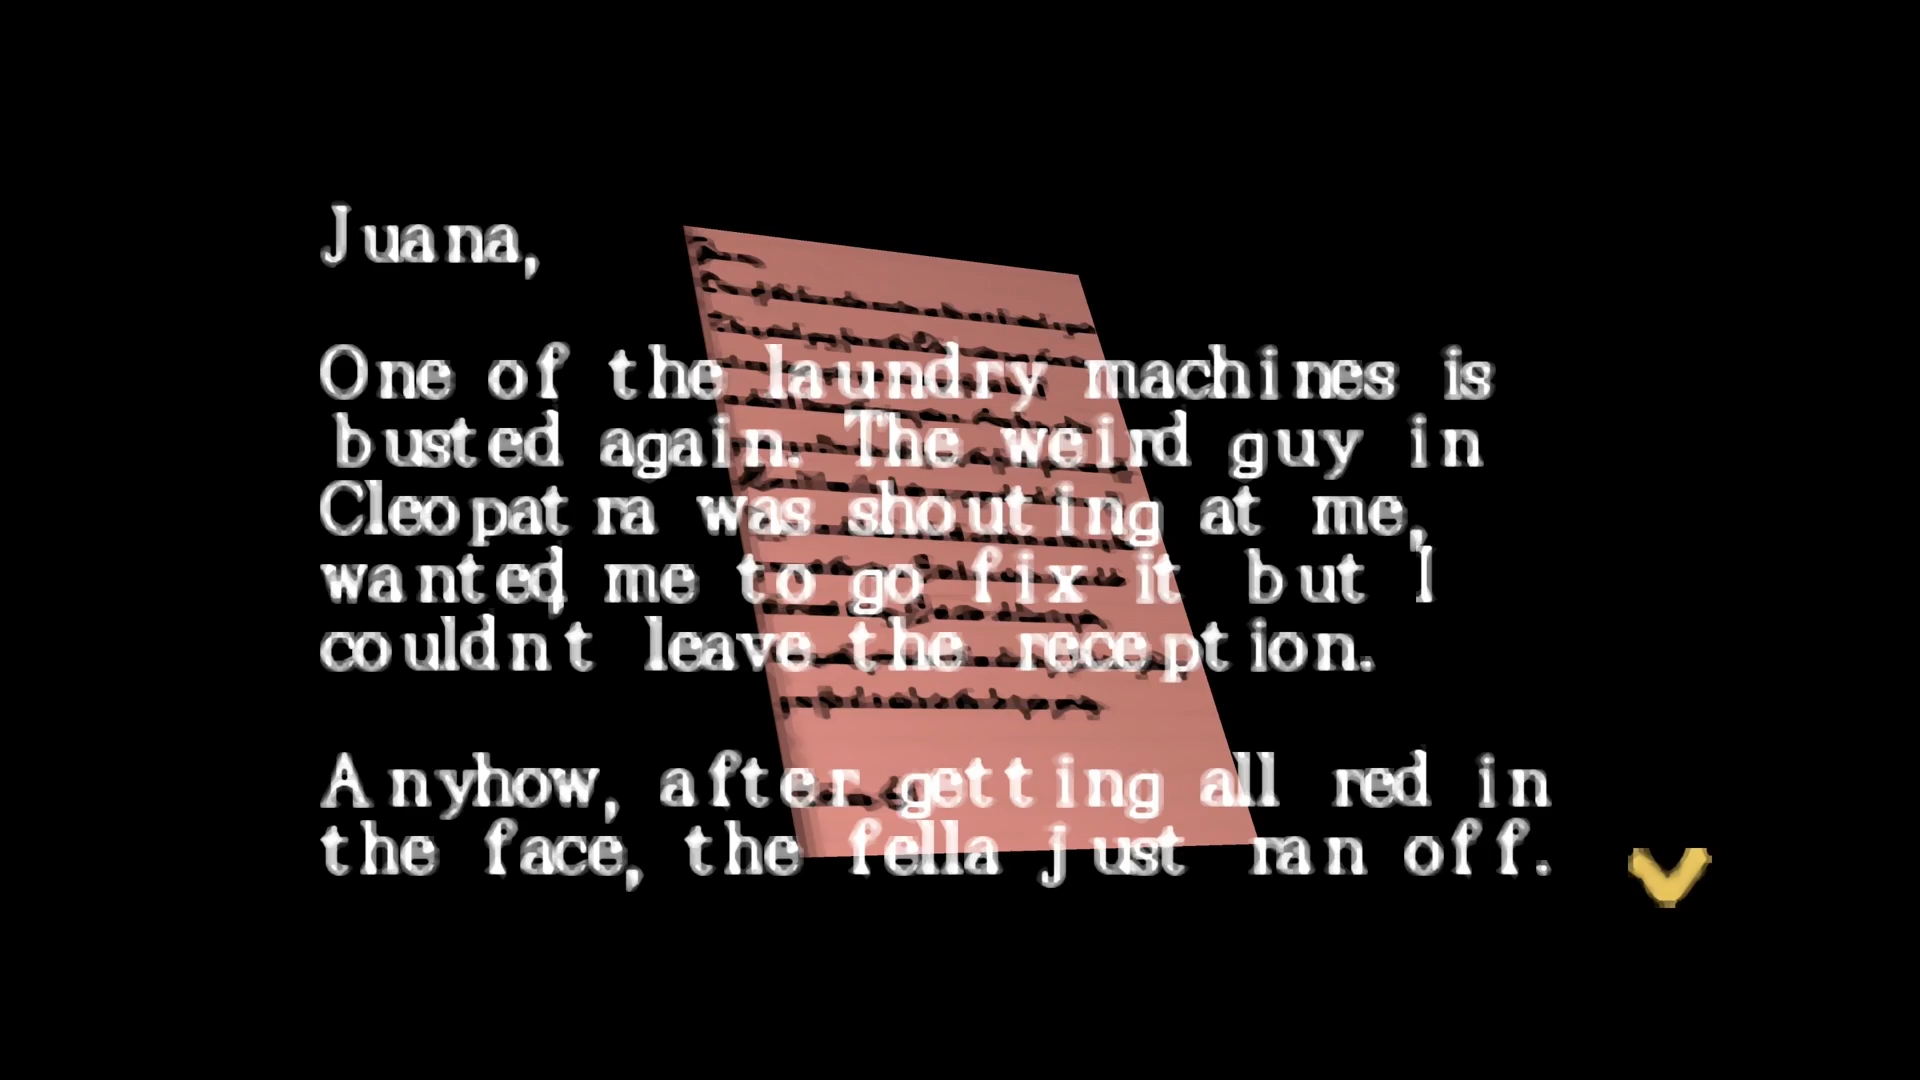 Juana,
One of the laundry machines is
busted again. The weird guy in
Cleopatra was shouting at me,
wanted me to go fix it but I
couldnt leave the reception.
Anyhow, after getting all red in
the face, the fella just ran off.